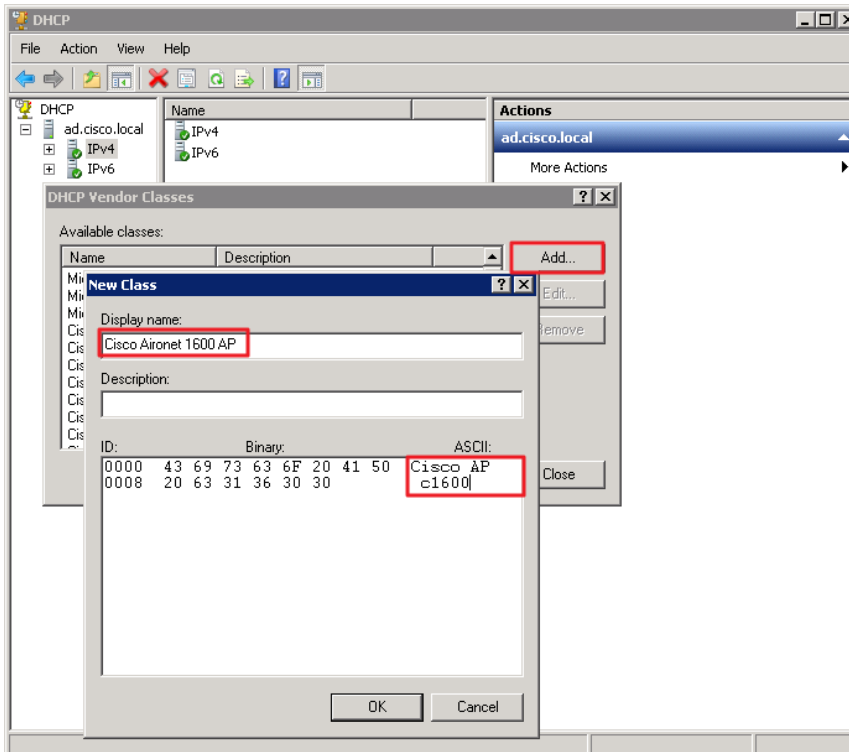 DHCP
File Action View Help
DHCP
ad.cisco.local
IPv4
IPv6
Name
IPv4
IPv6
Actions
ad.cisco.local
More Actions
DHCP Vendor Classes
Available classes:
Name Description
Add...
Edit...
Remove
Close
New Class
Display name:
Cisco Aironet 1600 AP
Description:
ID: Binary: ASCII:
0000 43 69 73 63 6F 20 41 50 Cisco AP
0008 20 63 31 36 30 30 c1600
OK Cancel